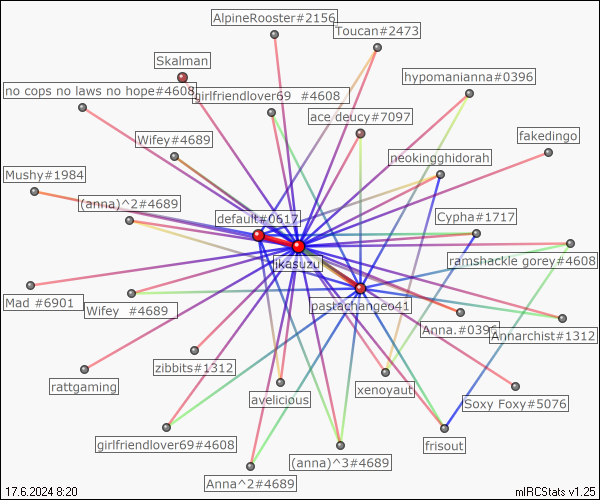 AlpineRooster#2156
Toucan#2473
Skalman
hypomanianna#0396
no cops no laws no hope#4608
girlfriendlover69 #4608
ace deucy#7097
fakedingo
Wifey#4689
neokingghidorah
Mushy#1984
(anna)^2#4689
default#0617
Cypha#1717
jkasuzu
ramshackle gorey#4608
Mad #6901
Wifey #4689
pastachangeo41
Anna.#0396
Annarchist#1312
zibbits#1312
rattgaming
avelicious
xenoyaut
Soxy Foxy#5076
girlfriendlover69#4608
frisout
(anna)^3#4689
Anna^2#4689
17.6.2024 8:20
mIRCStats v1.25